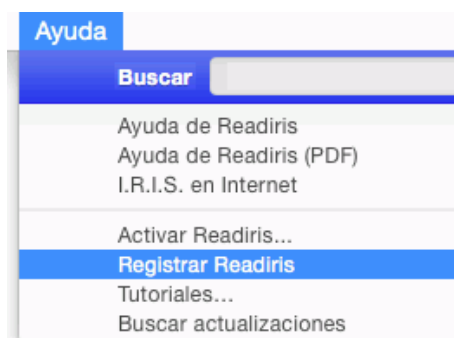 Ayuda
Buscar
Ayuda de Readiris
Ayuda de Readiris (PDF)
I.R.I.S. en Internet
Activar Readiris...
Registrar Readiris
Tutoriales...
Buscar actualizaciones